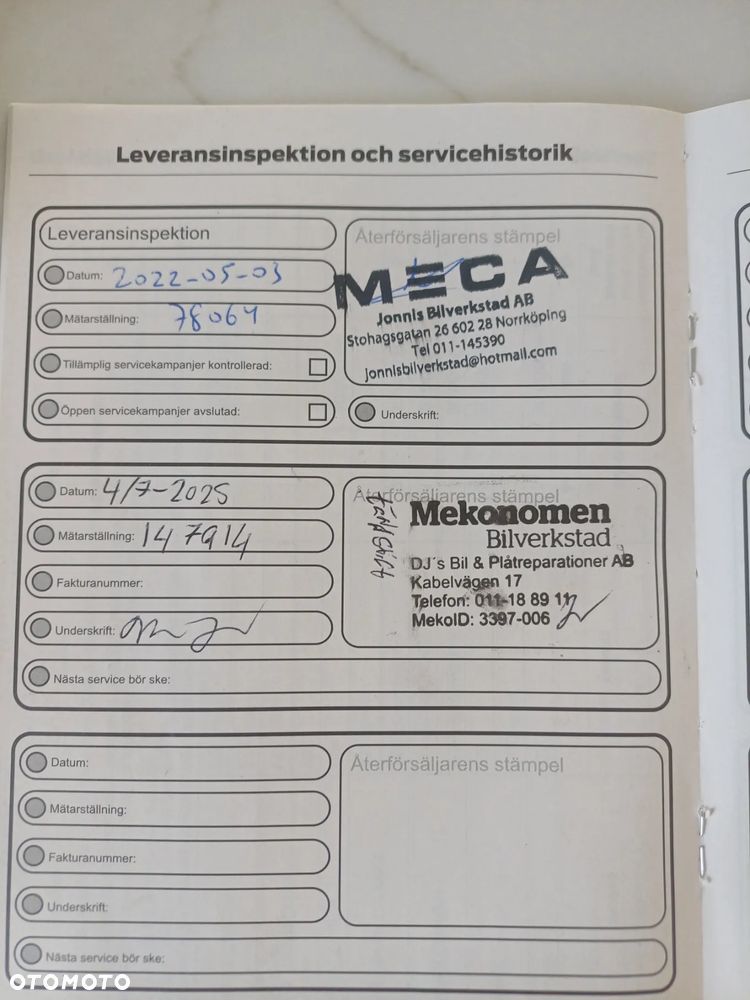 Leveransinspektion och servicehistorik
Leveransinspektion
Datum: 2022-05-03
Mätarställning: 78064
Tillämplig servicekampanjer kontrollerad:
Öppen servicekampanjer avslutad:
Återförsäljarens stämpel
MECA
Jonnis Bilverkstad AB
Stohagsgatan 26 602 28 Norrköping
Tel 011-145390
jonnisbilverkstad@hotmail.com
Underskrift:
Datum: 4/7-2025
Mätarställning: 147914
Fakturanummer:
Underskrift:
Återförsäljarens stämpel
Mekonomen
Bilverkstad
DJ´s Bil & Plåtreparationer AB
Kabelvägen 17
Telefon: 011-18 89 11
MekoID: 3397-006
Nästa service bör ske:
Datum:
Mätarställning:
Fakturanummer:
Underskrift:
Återförsäljarens stämpel
Nästa service bör ske:
OTOMOTO